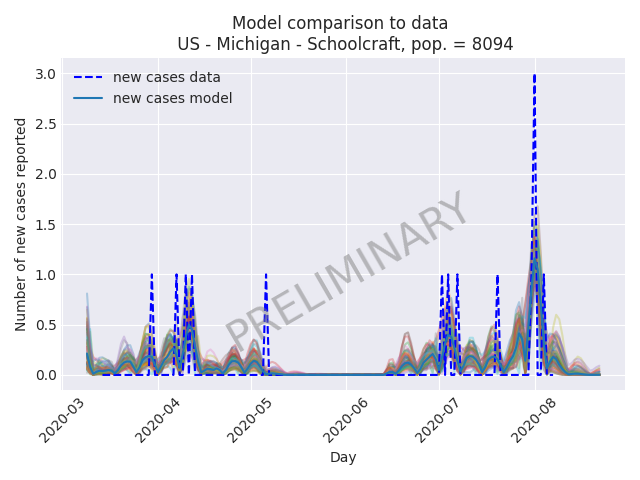 Model comparison to data
US - Michigan - Schoolcraft, pop. = 8094
3.0
2.5
2.0
1.5
1.0
0.5
0.0
Number of new cases reported
new cases data
new cases model
PRELIMINARY
2020-03
2020-04
2020-05
2020-06
2020-07
2020-08
Day